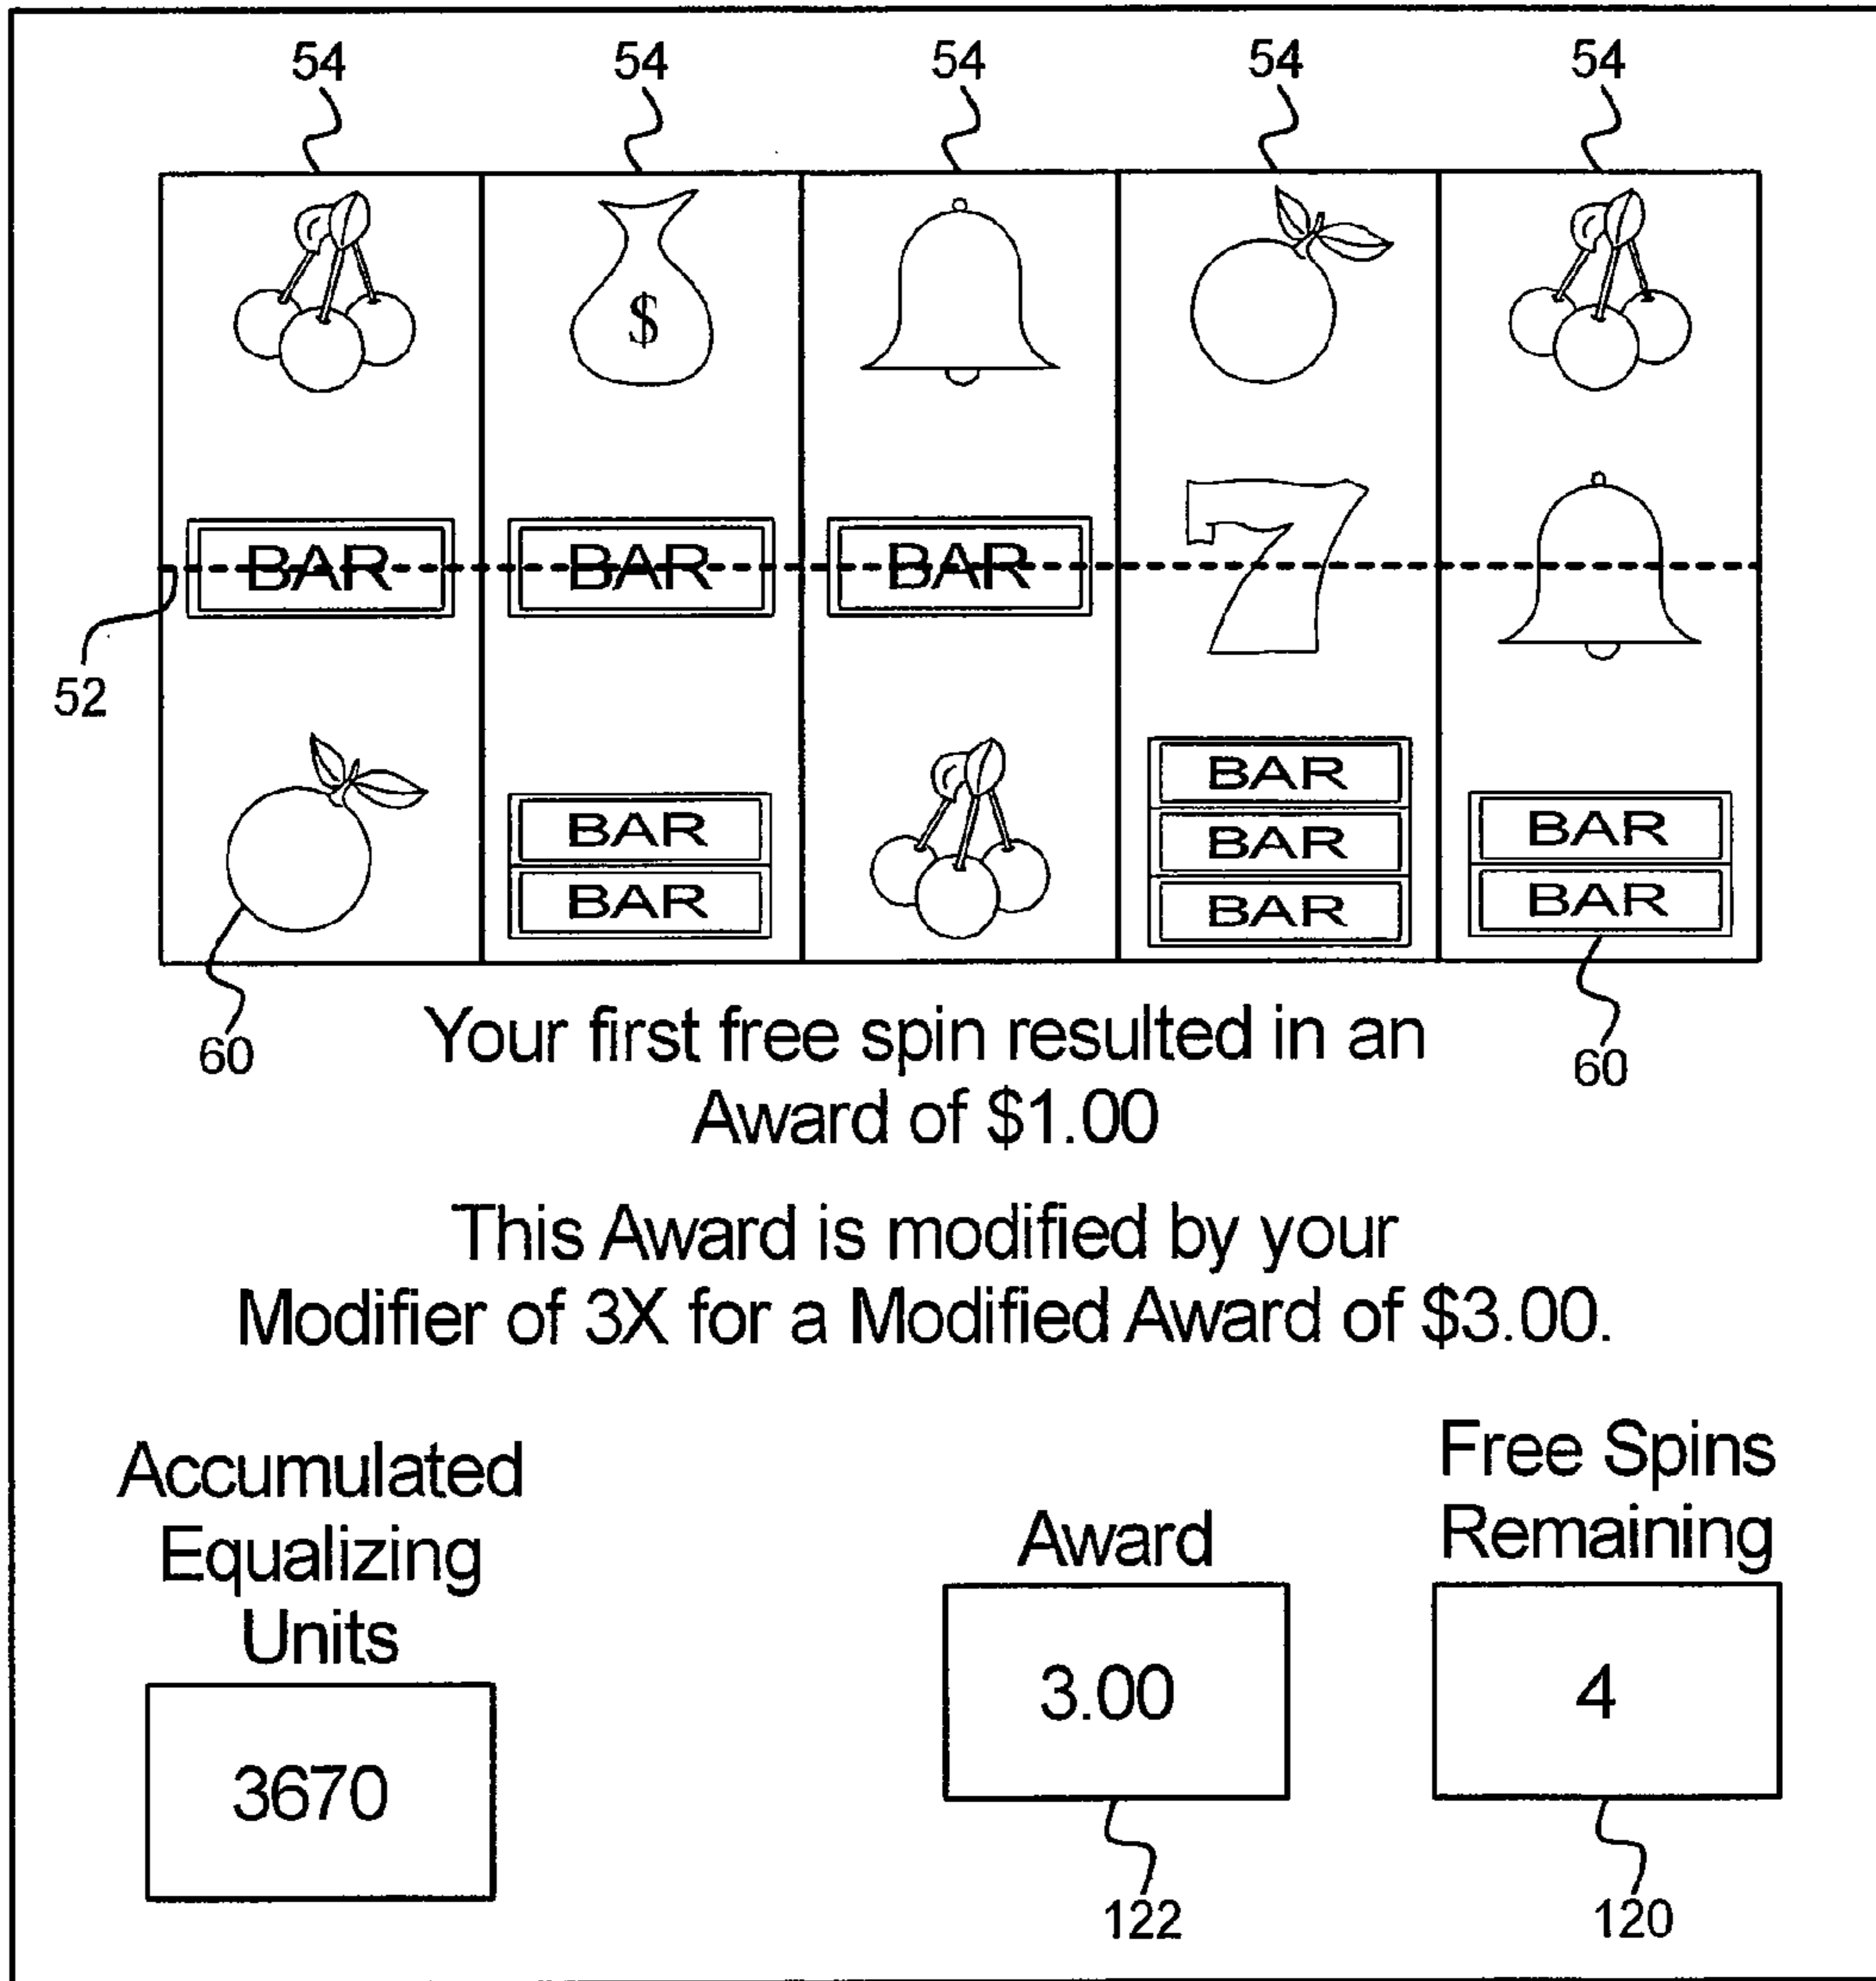 54 54 54 54 54
$
BAR BAR BAR 7
52
BAR
BAR BAR BAR
BAR BAR BAR
60 60
Your first free spin resulted in an
Award of $1.00
This Award is modified by your
Modifier of 3X for a Modified Award of $3.00.
Accumulated
Equalizing
Units
3670
Award
3.00
122
Free Spins
Remaining
4
120